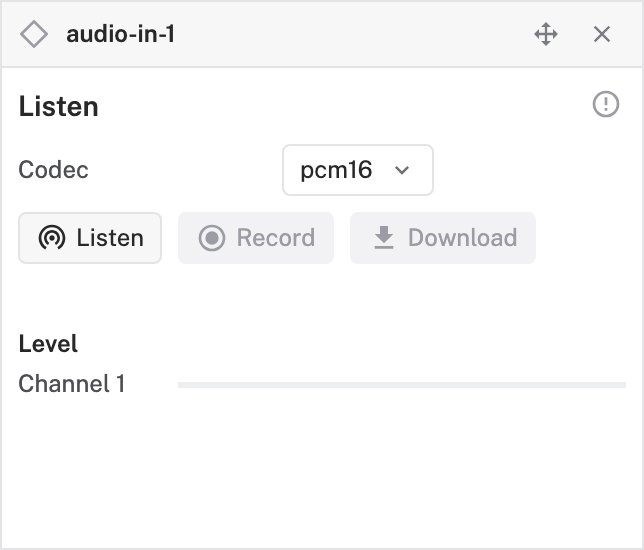 audio-in-1
Listen
Codec pcm16
Listen Record Download
Level
Channel 1